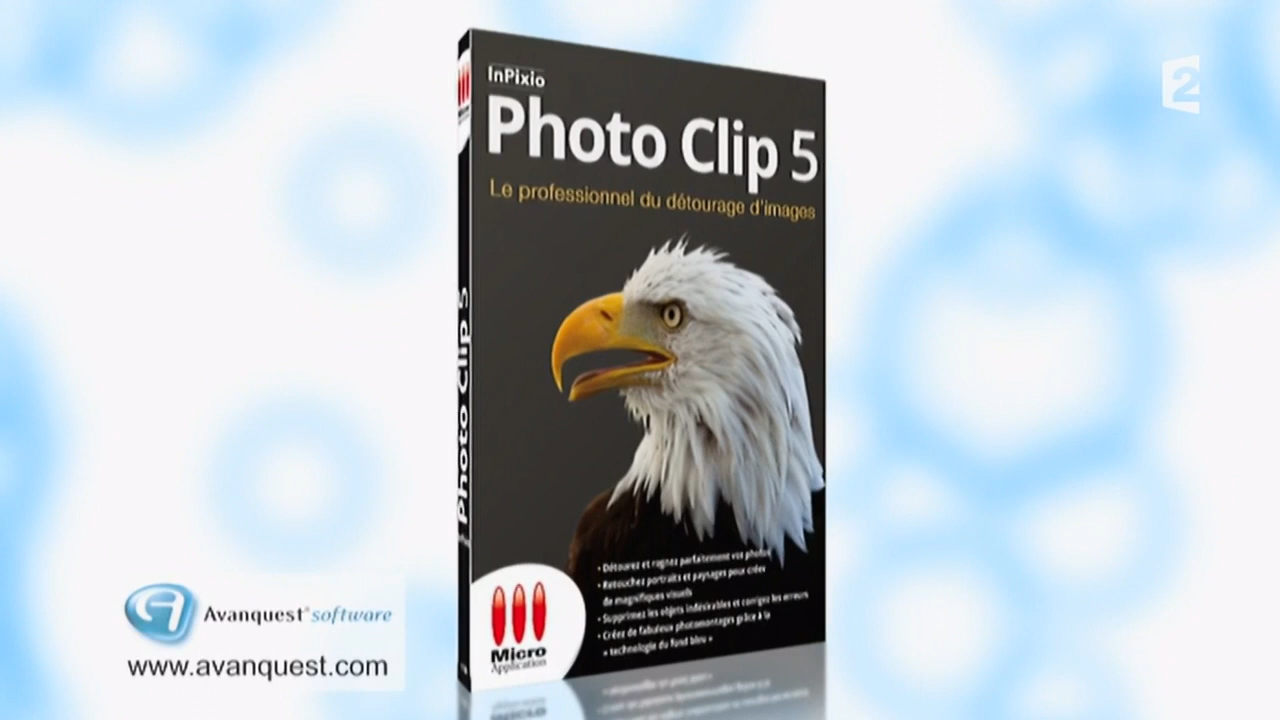 2
InPixio
Photo Clip 5
Le professionnel du détourage d'images
Photo Clip 5
• Détourez et rognez parfaitement vos photos
• Retouchez portraits et paysages pour créer
de magnifiques visuels
• Supprimez les objets indésirables et corrigez les erreurs
• Créez de fabuleux photomontages grâce à la
« technologie du fond bleu »
Micro
Application
Avanquest® software
www.avanquest.com